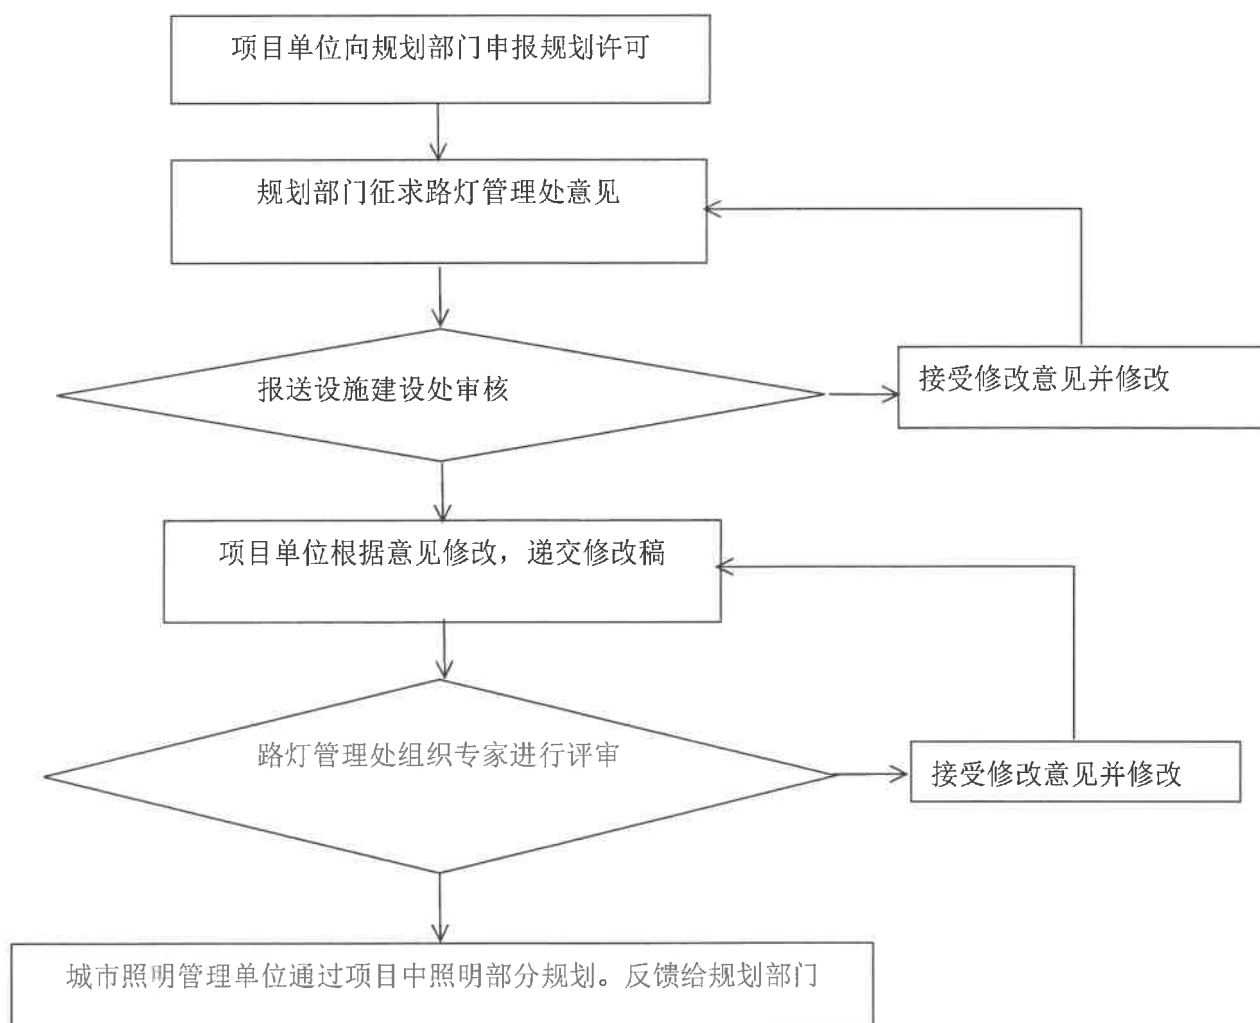 项目单位向规划部门申报规划许可
规划部门征求路灯管理处意见
报送设施建设处审核
接受修改意见并修改
项目单位根据意见修改，递交修改稿
路灯管理处组织专家进行评审
接受修改意见并修改
城市照明管理单位通过项目中照明部分规划。反馈给规划部门